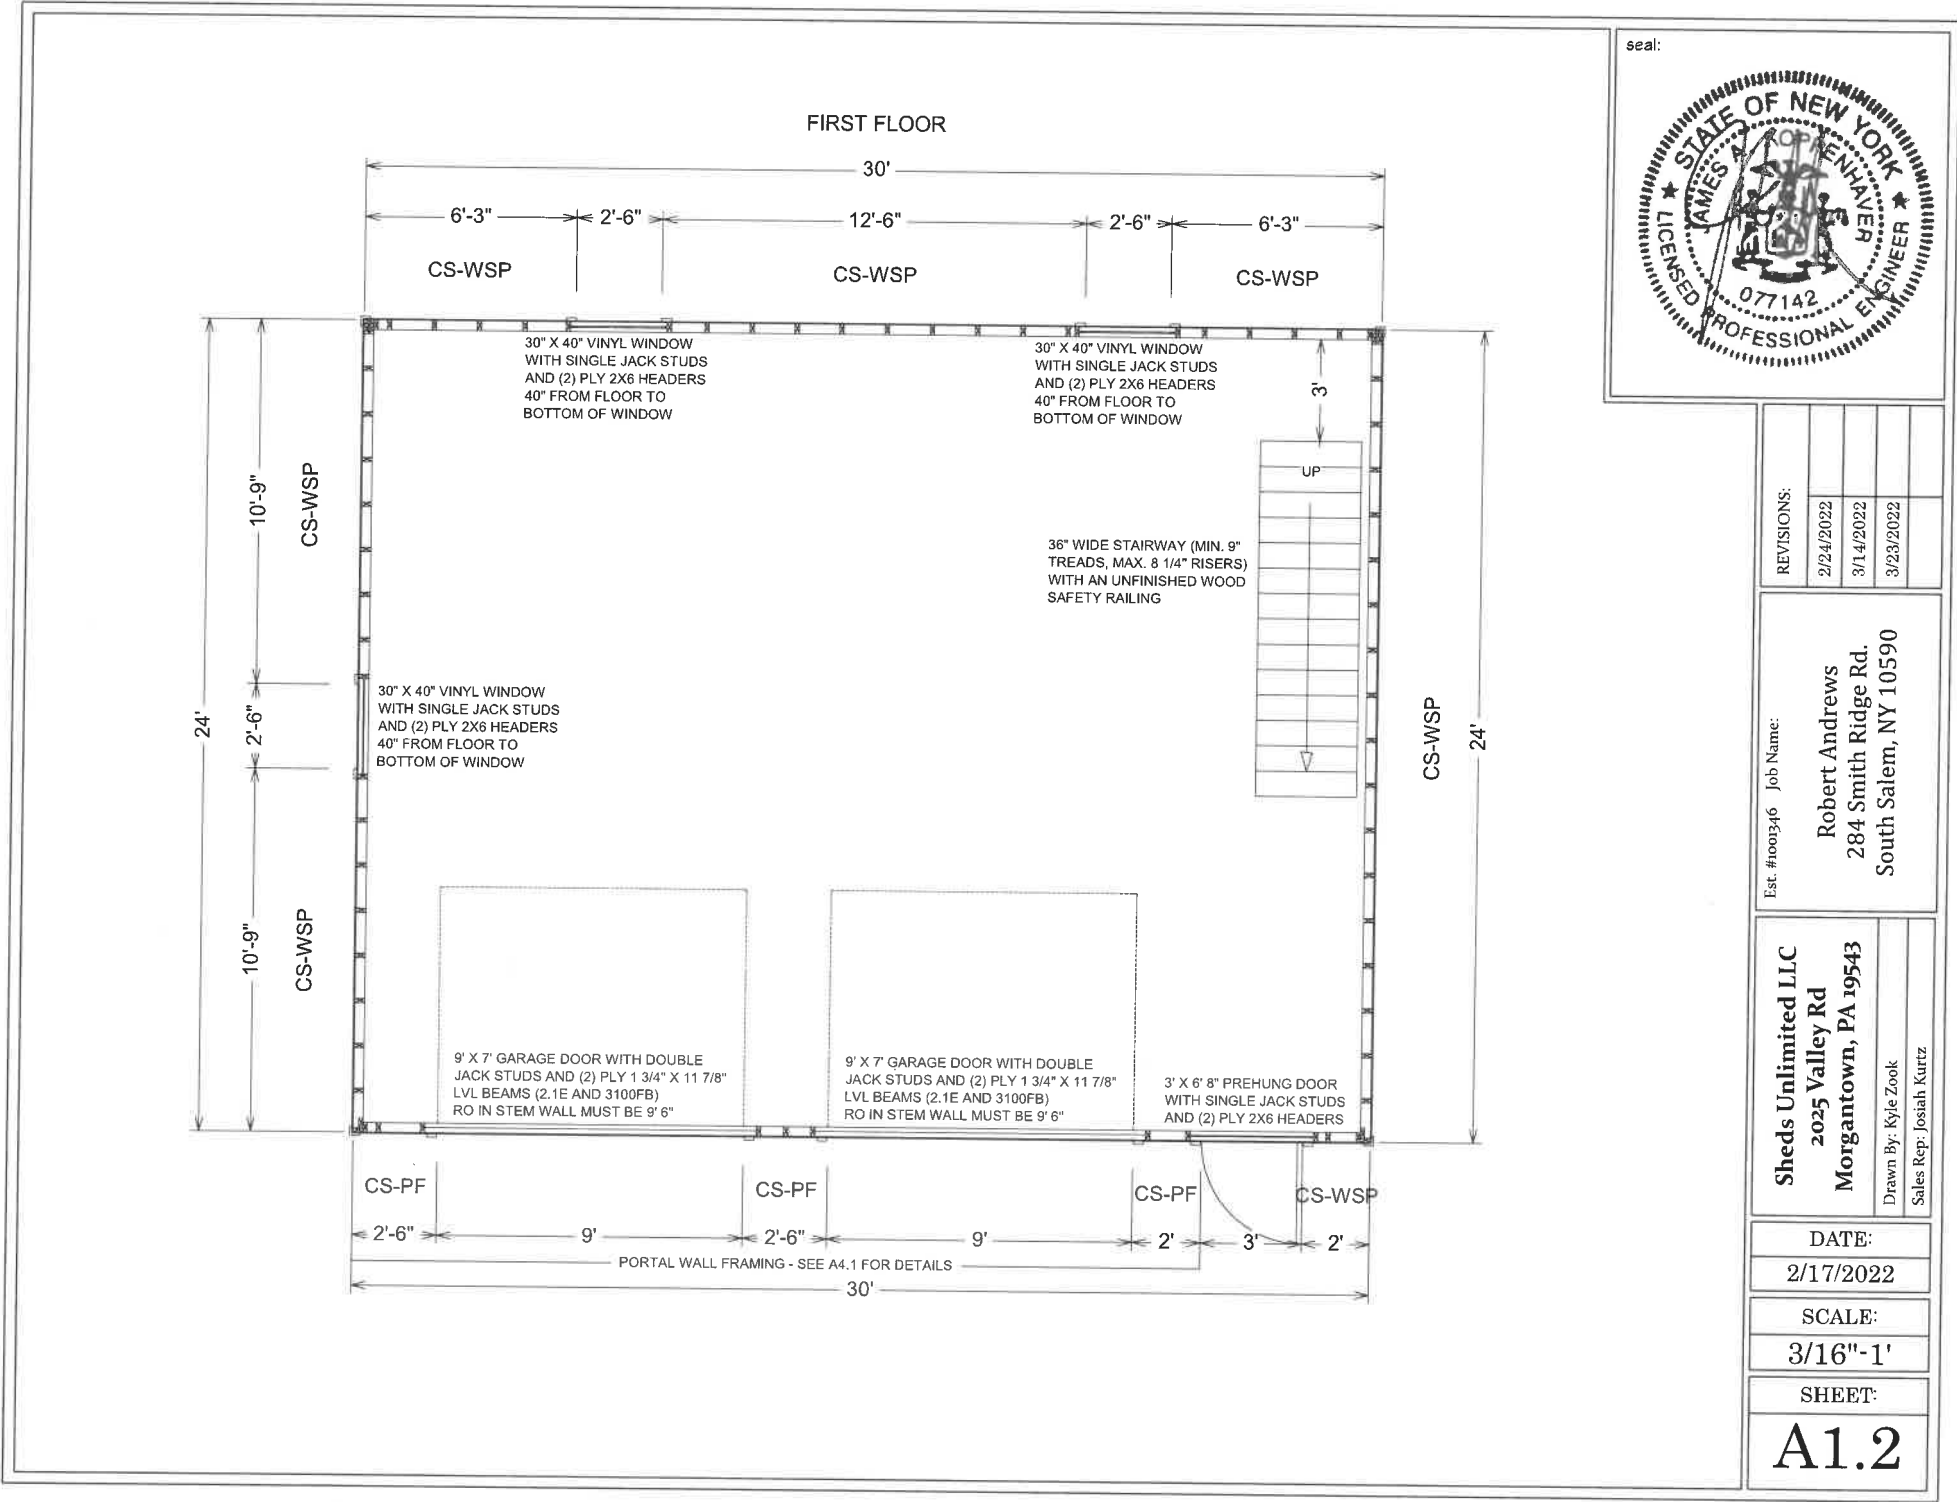 seal:
STATE OF NEW YORK
JAMES A. KOPPENHAVER
077142
LICENSED PROFESSIONAL ENGINEER
FIRST FLOOR
30'
6'-3" 2'-6" 12'-6" 2'-6" 6'-3"
CS-WSP CS-WSP CS-WSP
30" X 40" VINYL WINDOW
WITH SINGLE JACK STUDS
AND (2) PLY 2X6 HEADERS
40" FROM FLOOR TO
BOTTOM OF WINDOW
30" X 40" VINYL WINDOW
WITH SINGLE JACK STUDS
AND (2) PLY 2X6 HEADERS
40" FROM FLOOR TO
BOTTOM OF WINDOW
3'
UP
36" WIDE STAIRWAY (MIN. 9"
TREADS, MAX. 8 1/4" RISERS)
WITH AN UNFINISHED WOOD
SAFETY RAILING
24'
10'-9"
CS-WSP
2'-6"
10'-9"
CS-WSP
30" X 40" VINYL WINDOW
WITH SINGLE JACK STUDS
AND (2) PLY 2X6 HEADERS
40" FROM FLOOR TO
BOTTOM OF WINDOW
CS-WSP
24'
9' X 7' GARAGE DOOR WITH DOUBLE
JACK STUDS AND (2) PLY 1 3/4" X 11 7/8"
LVL BEAMS (2.1E AND 3100FB)
RO IN STEM WALL MUST BE 9' 6"
9' X 7' GARAGE DOOR WITH DOUBLE
JACK STUDS AND (2) PLY 1 3/4" X 11 7/8"
LVL BEAMS (2.1E AND 3100FB)
RO IN STEM WALL MUST BE 9' 6"
3' X 6' 8" PREHUNG DOOR
WITH SINGLE JACK STUDS
AND (2) PLY 2X6 HEADERS
CS-PF CS-PF CS-PF CS-WSP
2'-6" 9' 2'-6" 9' 2' 3' 2'
PORTAL WALL FRAMING - SEE A4.1 FOR DETAILS
30'
REVISIONS:
2/24/2022
3/14/2022
3/23/2022
Est. #1001346 Job Name:
Robert Andrews
284 Smith Ridge Rd.
South Salem, NY 10590
Sheds Unlimited LLC
2025 Valley Rd
Morgantown, PA 19543
Drawn By: Kyle Zook
Sales Rep: Josiah Kurtz
DATE:
2/17/2022
SCALE:
3/16"-1'
SHEET:
A1.2